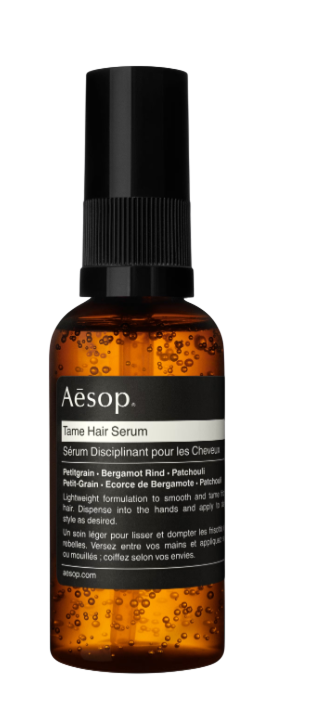 Aēsop®
Tame Hair Serum
Sérum Disciplinant pour les Cheveux
Petitgrain · Bergamot Rind · Patchouli
Petit-Grain · Ecorce de Bergamote · Patchouli
Lightweight formulation to smooth and tame
hair. Dispense into the hands and apply to
style as desired.
Un soin léger pour lisser et dompter les
rebelles. Versez entre vos mains et appliquez
ou mouillés ; coiffez selon vos envies.
aesop.com